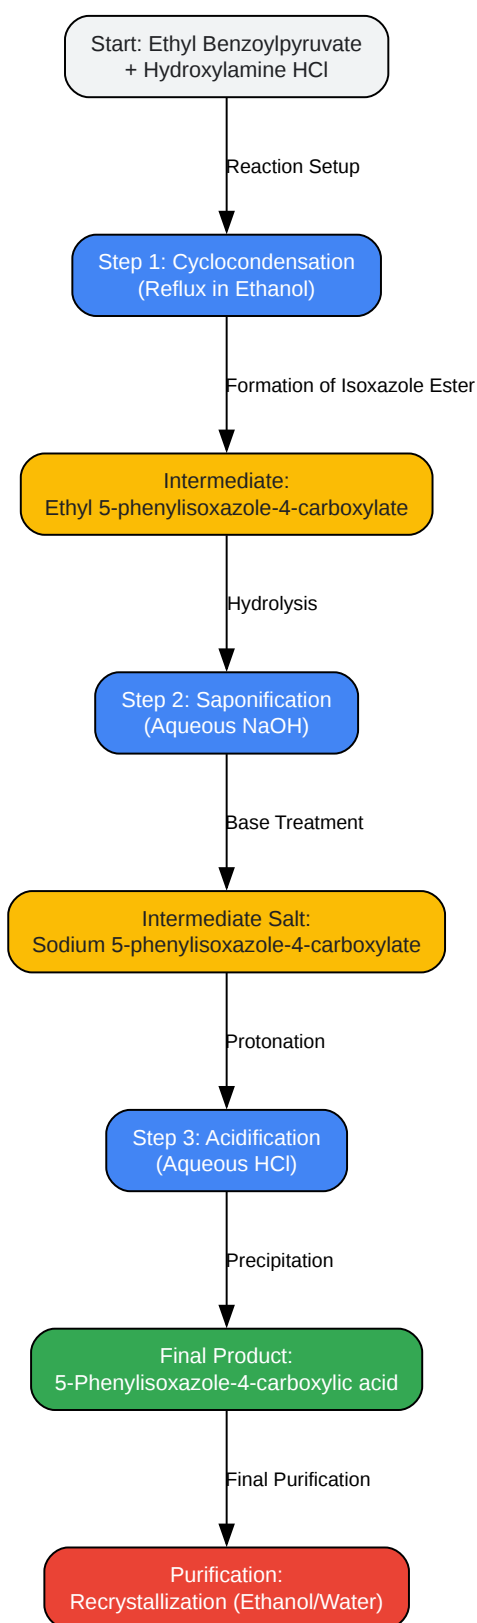 Start: Ethyl Benzoylpyruvate
+ Hydroxylamine HCl
Reaction Setup
Step 1: Cyclocondensation
(Reflux in Ethanol)
Formation of Isoxazole Ester
Intermediate:
Ethyl 5-phenylisoxazole-4-carboxylate
Hydrolysis
Step 2: Saponification
(Aqueous NaOH)
Base Treatment
Intermediate Salt:
Sodium 5-phenylisoxazole-4-carboxylate
Protonation
Step 3: Acidification
(Aqueous HCl)
Precipitation
Final Product:
5-Phenylisoxazole-4-carboxylic acid
Final Purification
Purification:
Recrystallization (Ethanol/Water)